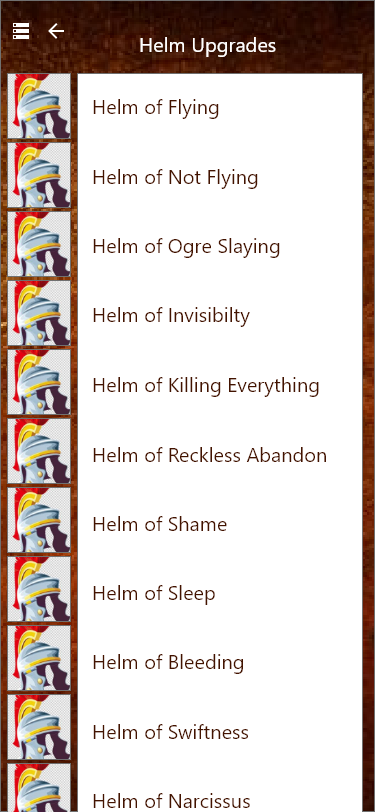 Helm Upgrades
Helm of Flying
Helm of Not Flying
Helm of Ogre Slaying
Helm of Invisibilty
Helm of Killing Everything
Helm of Reckless Abandon
Helm of Shame
Helm of Sleep
Helm of Bleeding
Helm of Swiftness
Helm of Narcissus